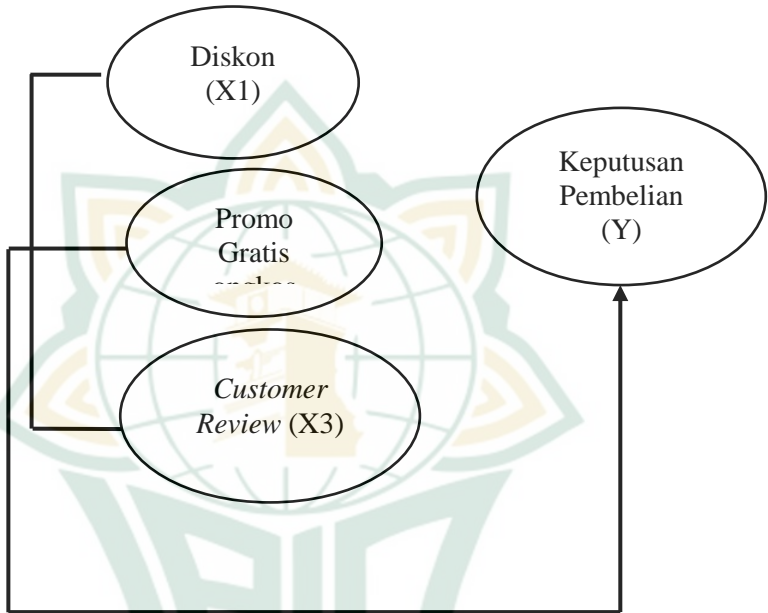 Diskon
(X1)
Promo
Gratis
Keputusan
Pembelian
(Y)
Customer
Review (X3)